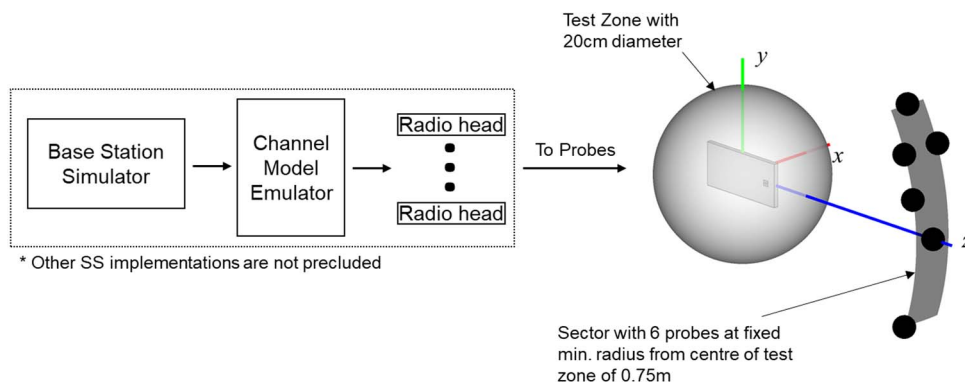 Test Zone with
20cm diameter
y
Base Station
Simulator
Channel
Model
Emulator
Radio head
Radio head
To Probes
x
z
* Other SS implementations are not precluded
Sector with 6 probes at fixed
min. radius from centre of test
zone of 0.75m